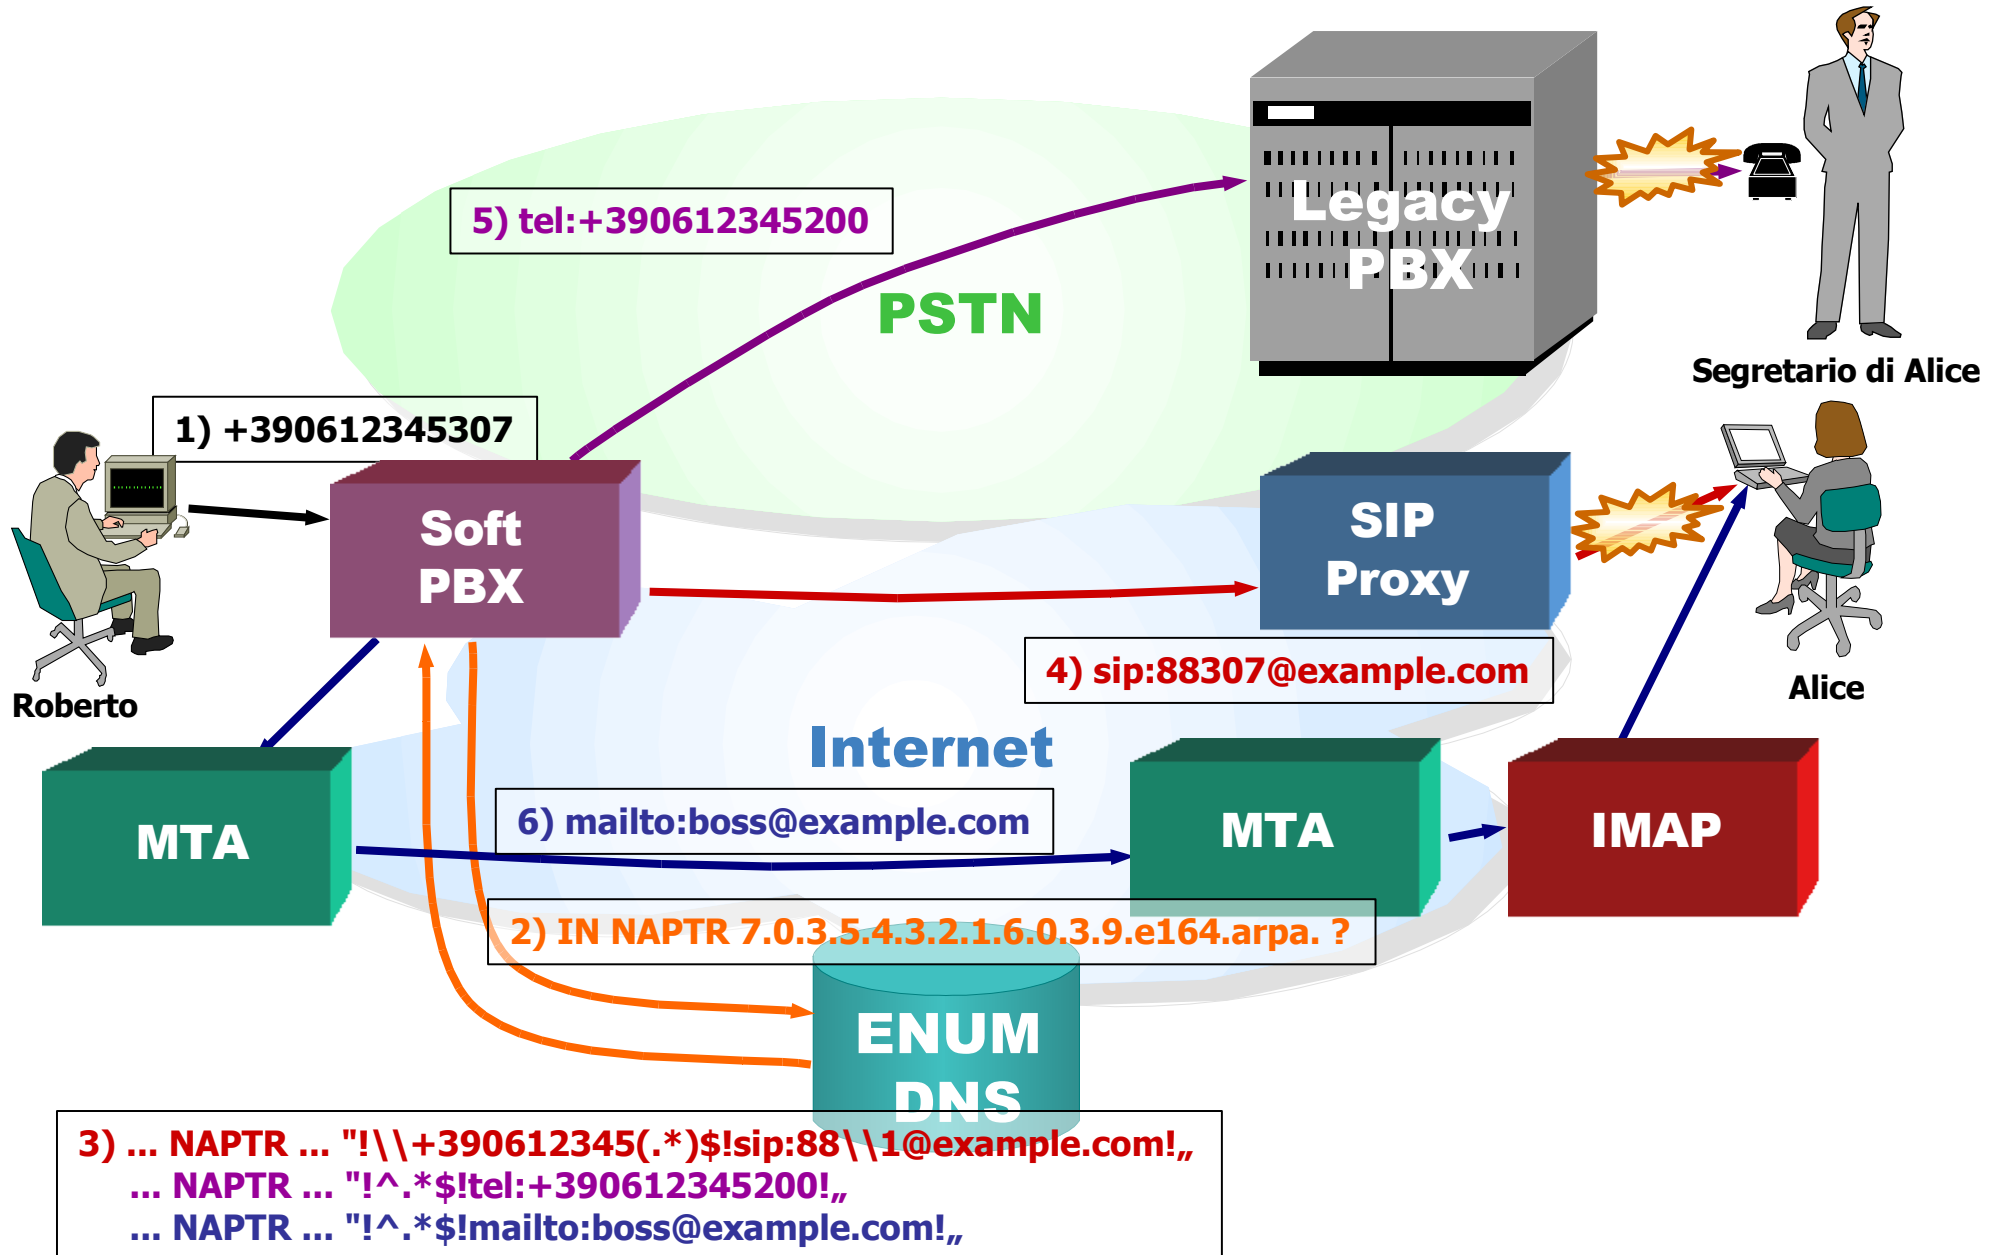 5) tel:+390612345200
Legacy
PBX
PSTN
Segretario di Alice
1) +390612345307
Soft
PBX
SIP
Proxy
4) sip:88307@example.com
Roberto
Alice
Internet
MTA
6) mailto:boss@example.com
MTA
IMAP
2) IN NAPTR 7.0.3.5.4.3.2.1.6.0.3.9.e164.arpa. ?
ENUM
DNS
3) ... NAPTR ... "!\\+390612345(.*)$!sip:88\\1@example.com!„
... NAPTR ... "!^.*$!tel:+390612345200!„
... NAPTR ... "!^.*$!mailto:boss@example.com!„